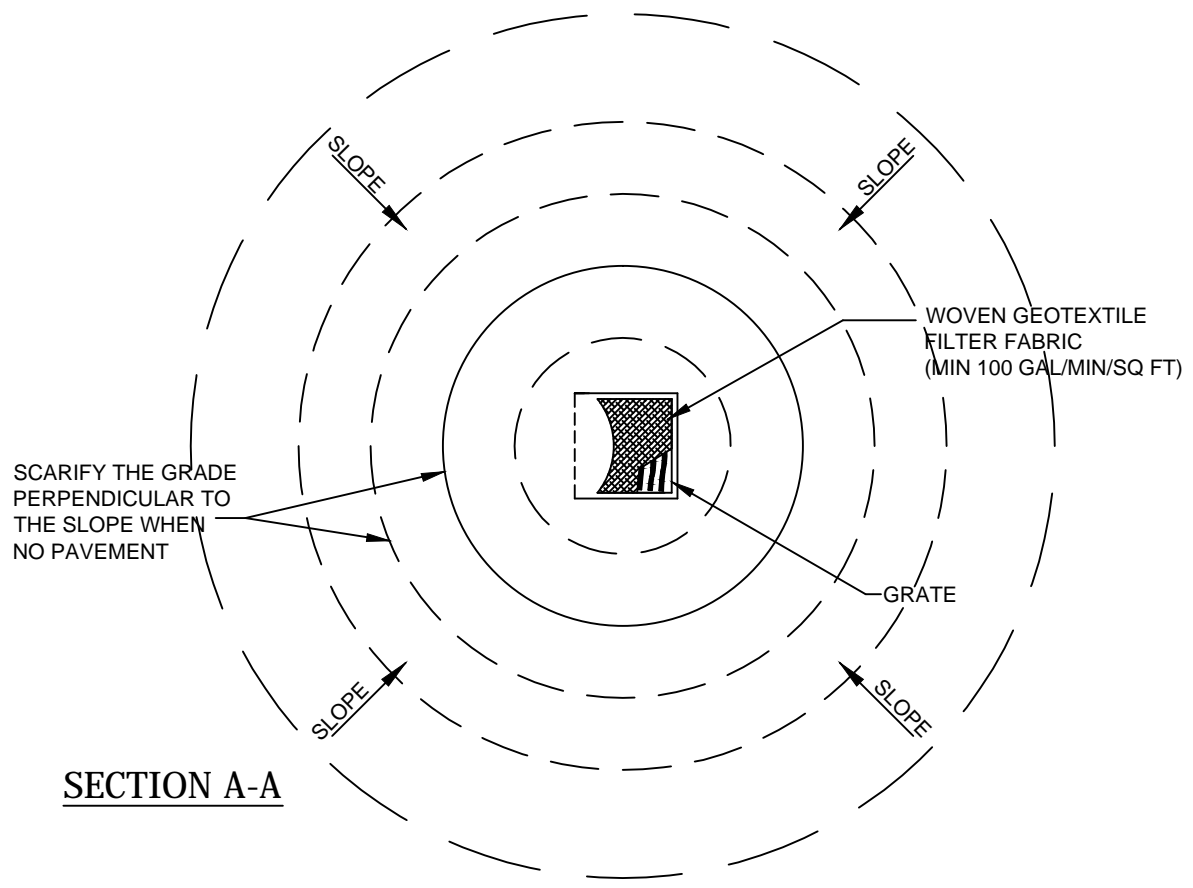 SLOPE
SLOPE
WOVEN GEOTEXTILE
FILTER FABRIC
(MIN 100 GAL/MIN/SQ FT)
SCARIFY THE GRADE
PERPENDICULAR TO
THE SLOPE WHEN
NO PAVEMENT
GRATE
SLOPE
SLOPE
SECTION A-A